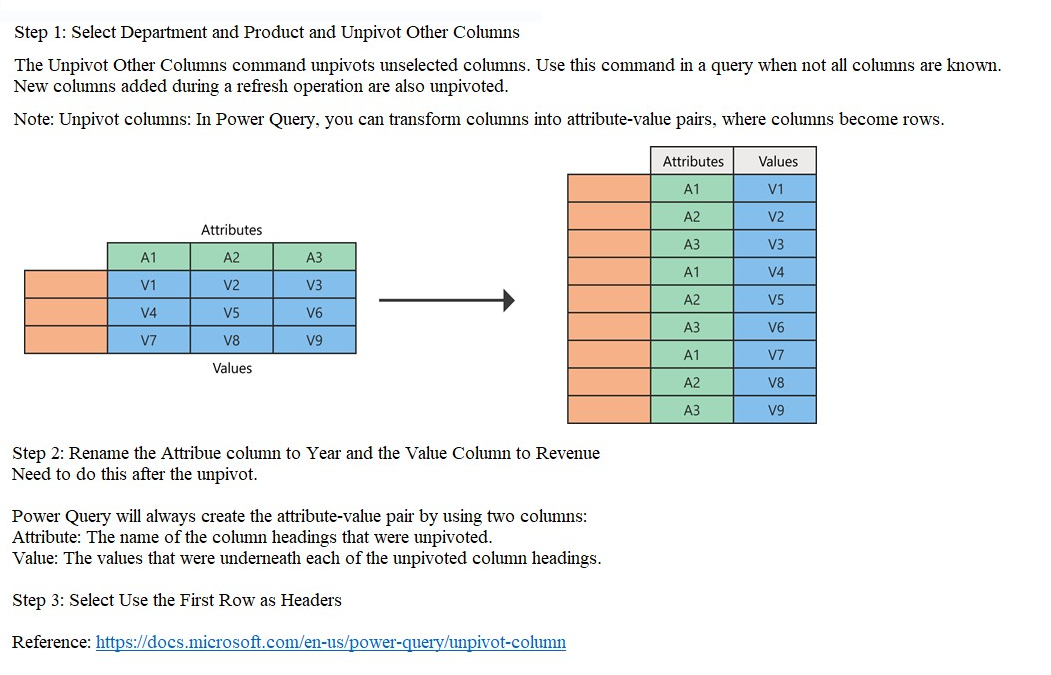 Step 1: Select Department and Product and Unpivot Other Columns
The Unpivot Other Columns command unpivots unselected columns. Use this command in a query when not all columns are known.
New columns added during a refresh operation are also unpivoted.
Note: Unpivot columns: In Power Query, you can transform columns into attribute-value pairs, where columns become rows.
Attributes
A1 A2 A3
V1 V2 V3
V4 V5 V6
V7 V8 V9
Values
Attributes Values
A1 V1
A2 V2
A3 V3
A1 V4
A2 V5
A3 V6
A1 V7
A2 V8
A3 V9
Step 2: Rename the Attribue column to Year and the Value Column to Revenue
Need to do this after the unpivot.
Power Query will always create the attribute-value pair by using two columns:
Attribute: The name of the column headings that were unpivoted.
Value: The values that were underneath each of the unpivoted column headings.
Step 3: Select Use the First Row as Headers
Reference: https://docs.microsoft.com/en-us/power-query/unpivot-column